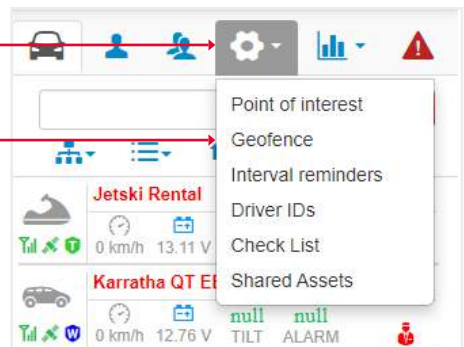 Point of interest
Geofence
Interval reminders
Driver IDs
Check List
Shared Assets
Jetski Rental
0 km/h 13.11 V
T
Karratha QT
0 km/h 12.76 V
null null
TILT ALARM
W